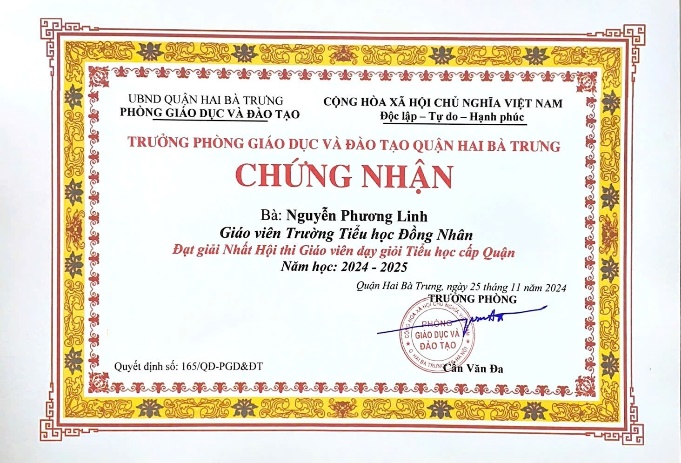 UBND QUẬN HAI BÀ TRƯNG
PHÒNG GIÁO DỤC VÀ ĐÀO TẠO
CỘNG HÒA XÃ HỘI CHỦ NGHĨA VIỆT NAM
Độc lập – Tự do – Hạnh phúc
TRƯỞNG PHÒNG GIÁO DỤC VÀ ĐÀO TẠO QUẬN HAI BÀ TRƯNG
CHỨNG NHẬN
Bà: Nguyễn Phương Linh
Giáo viên Trường Tiểu học Đồng Nhân
Đạt giải Nhất Hội thi Giáo viên dạy giỏi Tiểu học cấp Quận
Năm học: 2024 - 2025
Quận Hai Bà Trưng, ngày 25 tháng 11 năm 2024
TRƯỞNG PHÒNG
PHÒNG
GIÁO DỤC VÀ
ĐÀO TẠO
Quyết định số: 165/QD-PGD&ĐT
Cấn Văn Đa